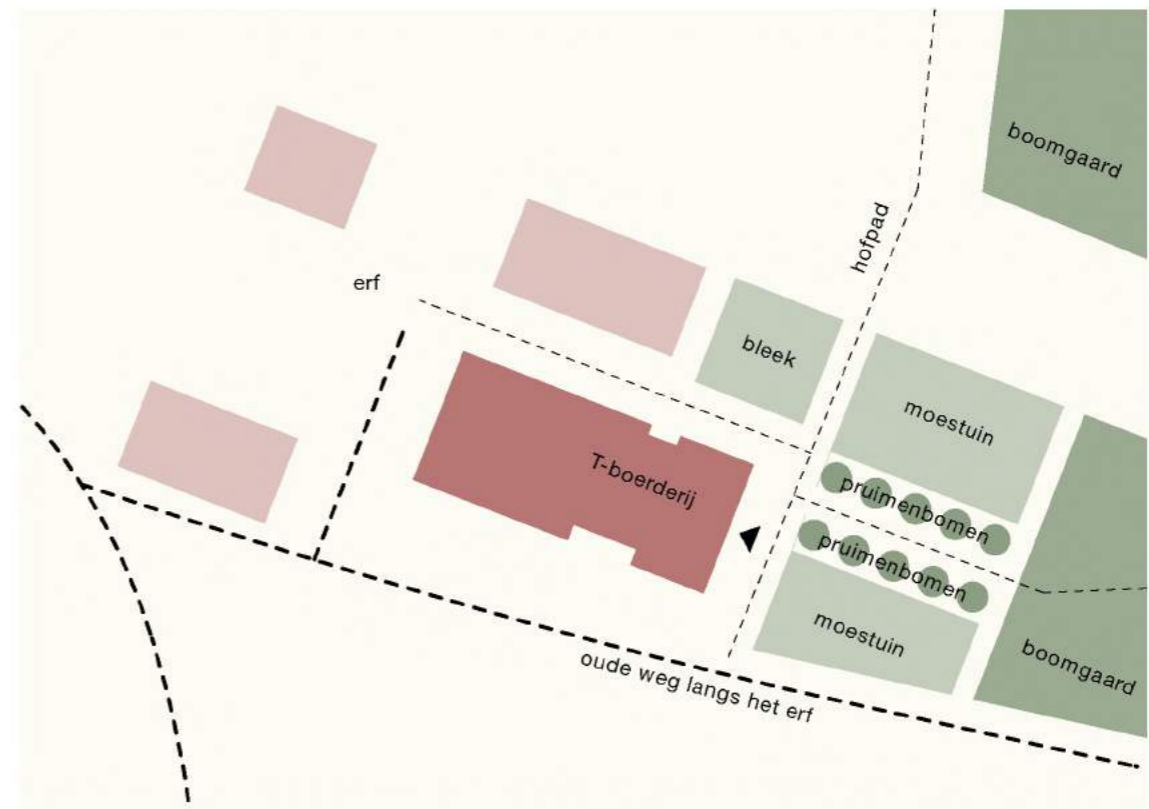 boomgaard
hofpad
erf
bleek
moestuin
T-boerderij
pruimenbomen
pruimenbomen
moestuin
boomgaard
oude weg langs het erf